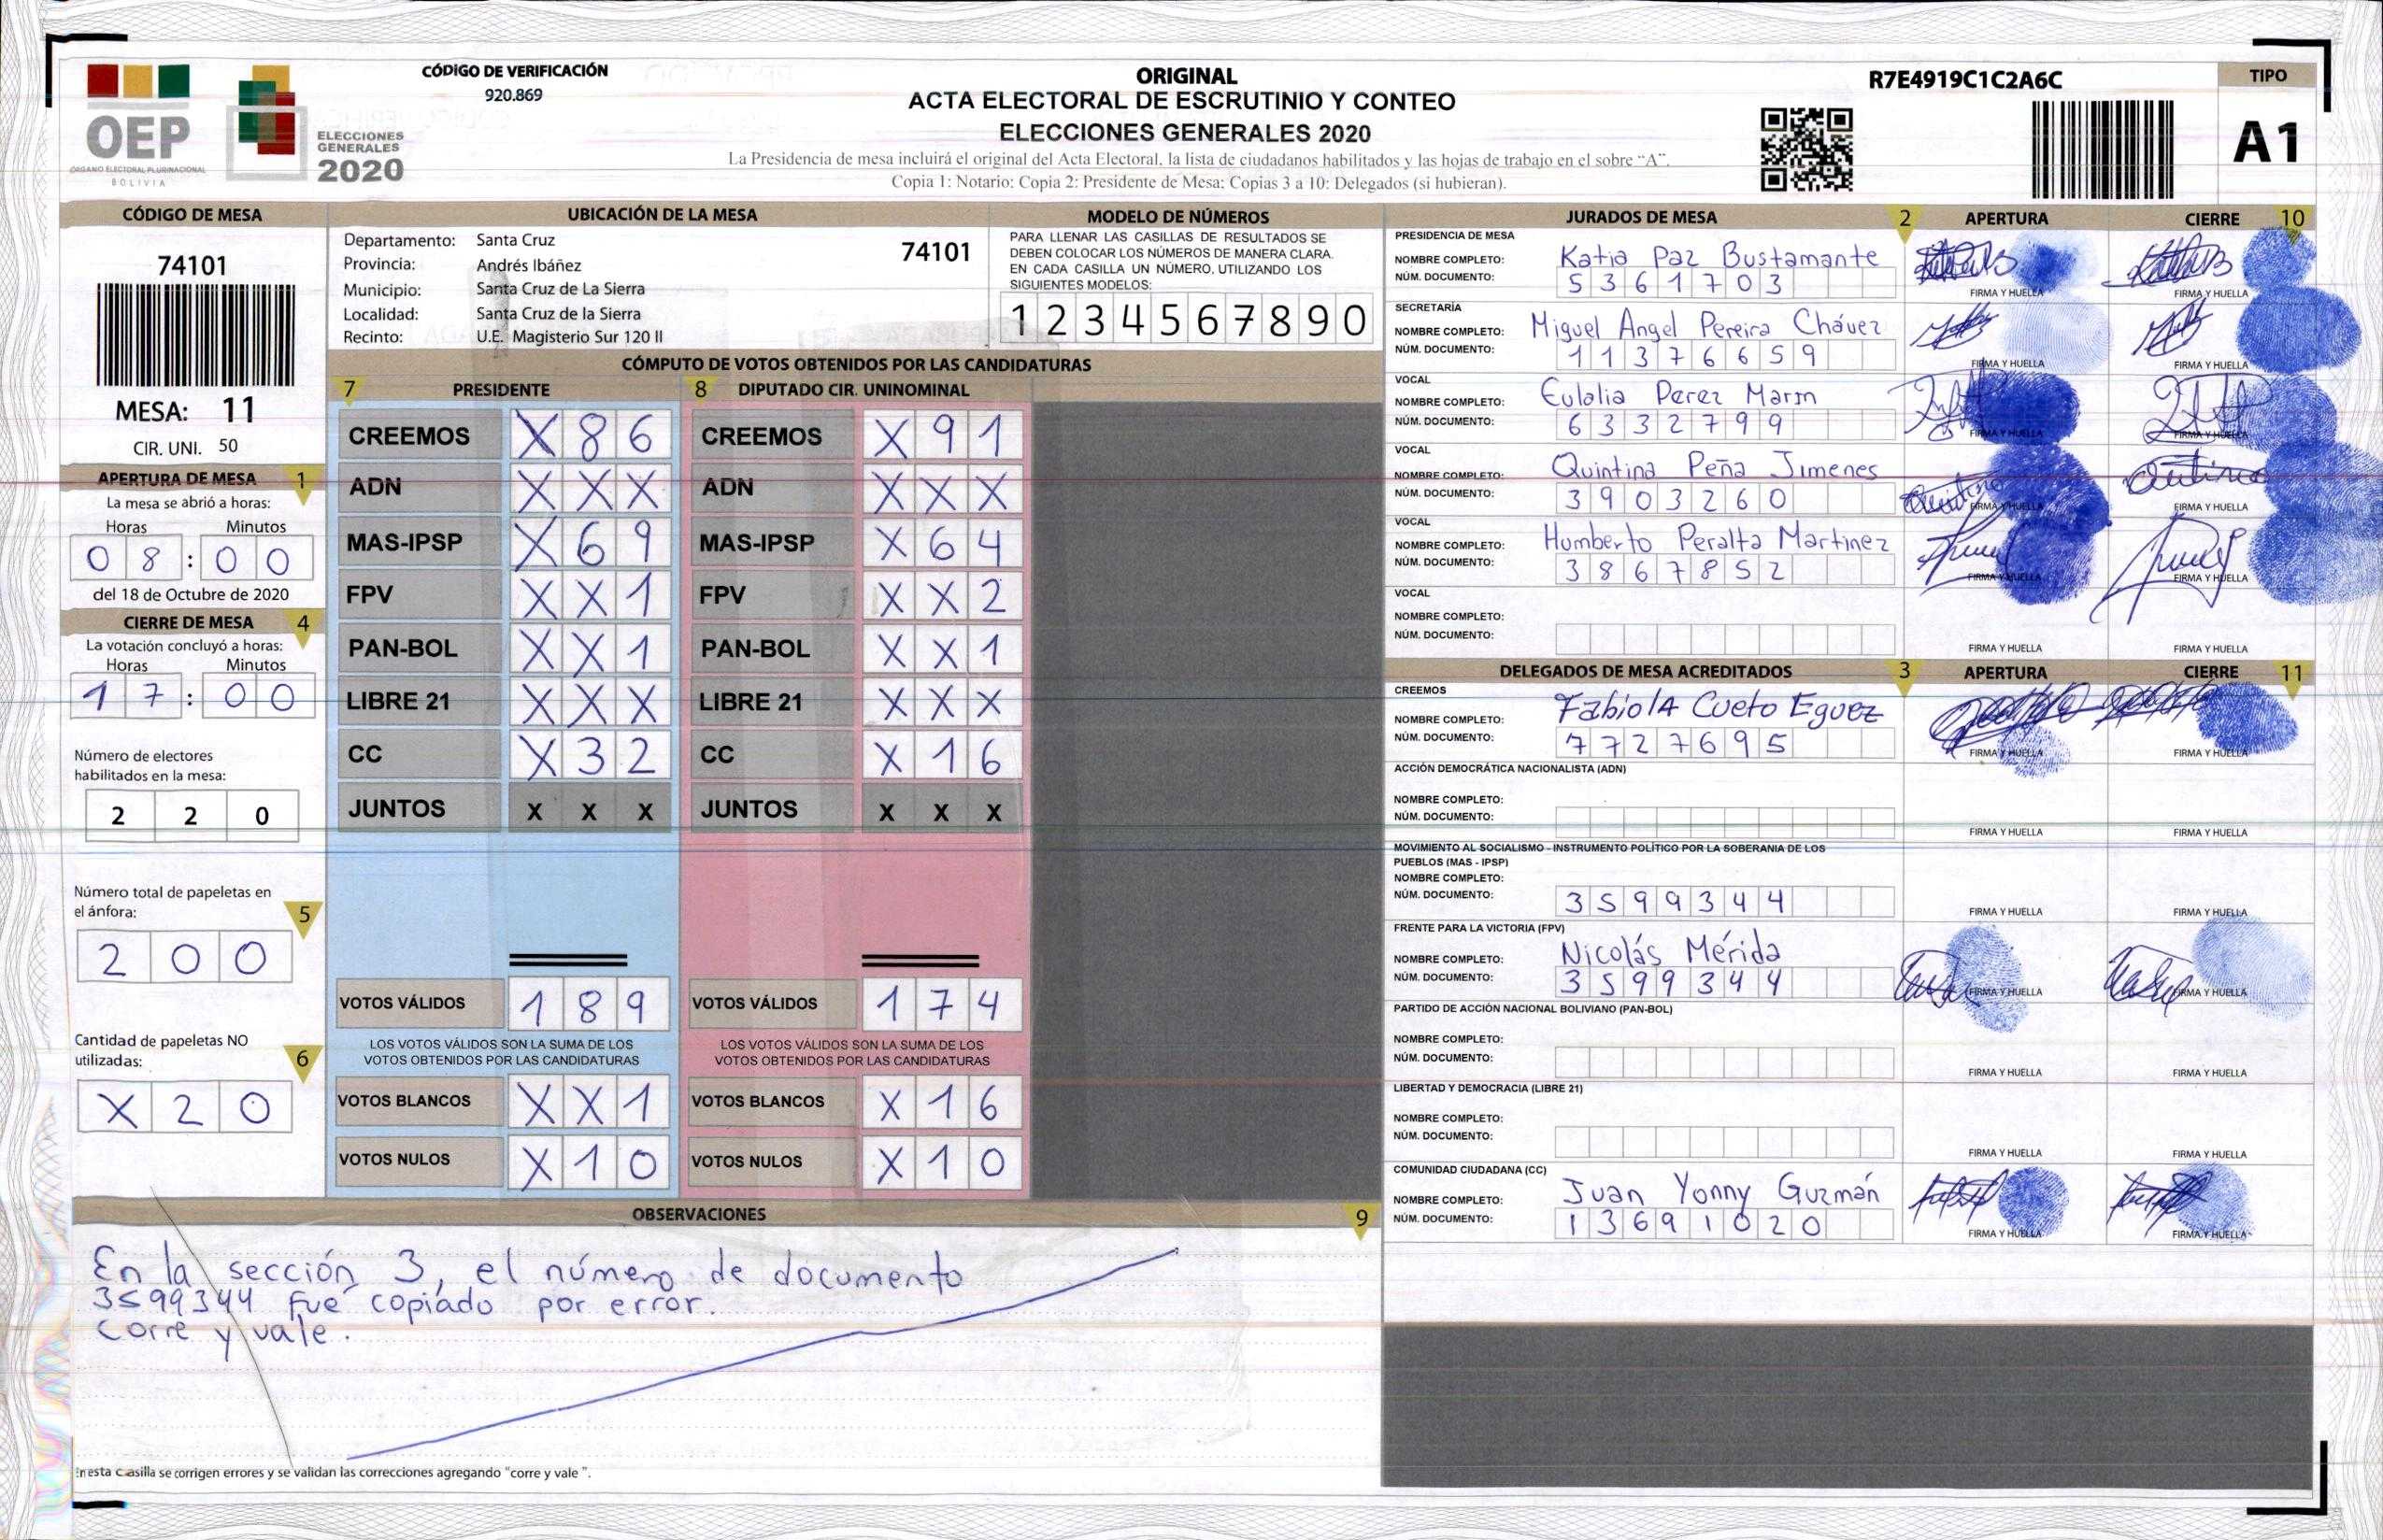 CÓDIGO DE VERIFICACIÓN
920.869
ORIGINAL
ACTA ELECTORAL DE ESCRUTINIO Y CONTEO
ELECCIONES GENERALES 2020
La Presidencia de mesa incluirá el original del Acta Electoral, la lista de ciudadanos habilitados y las hojas de trabajo en el sobre "A".
Copia 1: Notario; Copia 2: Presidente de Mesa; Copias 3 a 10: Delegados (si hubieran).
R7E4919C1C2A6C
TIPO
A1
OEP
ÓRGANO ELECTORAL PLURINACIONAL
BOLIVIA
ELECCIONES
GENERALES
2020
CÓDIGO DE MESA
74101
MESA: 11
CIR. UNI. 50
APERTURA DE MESA 1
La mesa se abrió a horas:
Horas Minutos
0 8 : 0 0
del 18 de Octubre de 2020
CIERRE DE MESA 4
La votación concluyó a horas:
Horas Minutos
1 7 : 0 0
Número de electores
habilitados en la mesa:
2 2 0
Número total de papeletas en
el ánfora:
5
2 0 0
Cantidad de papeletas NO
utilizadas:
6
X 2 0
UBICACIÓN DE LA MESA
Departamento: Santa Cruz 74101
Provincia: Andrés Ibáñez
Municipio: Santa Cruz de La Sierra
Localidad: Santa Cruz de la Sierra
Recinto: U.E. Magisterio Sur 120 II
MODELO DE NÚMEROS
PARA LLENAR LAS CASILLAS DE RESULTADOS SE
DEBEN COLOCAR LOS NÚMEROS DE MANERA CLARA.
EN CADA CASILLA UN NÚMERO, UTILIZANDO LOS
SIGUIENTES MODELOS:
1 2 3 4 5 6 7 8 9 0
CÓMPUTO DE VOTOS OBTENIDOS POR LAS CANDIDATURAS
7 PRESIDENTE 8 DIPUTADO CIR. UNINOMINAL
CREEMOS X 8 6 CREEMOS X 9 1
ADN X X X ADN X X X
MAS-IPSP X 6 9 MAS-IPSP X 6 4
FPV X X 1 FPV X X 2
PAN-BOL X X 1 PAN-BOL X X 1
LIBRE 21 X X X LIBRE 21 X X X
CC X 3 2 CC X 1 6
JUNTOS X X X JUNTOS X X X
VOTOS VÁLIDOS 1 8 9 VOTOS VÁLIDOS 1 7 4
LOS VOTOS VÁLIDOS SON LA SUMA DE LOS LOS VOTOS VÁLIDOS SON LA SUMA DE LOS
VOTOS OBTENIDOS POR LAS CANDIDATURAS VOTOS OBTENIDOS POR LAS CANDIDATURAS
VOTOS BLANCOS X X 1 VOTOS BLANCOS X 1 6
VOTOS NULOS X 1 0 VOTOS NULOS X 1 0
OBSERVACIONES 9
En la sección 3, el número de documento
3599344 fué copiado por error.
Corre y vale.
En esta casilla se corrigen errores y se validan las correcciones agregando "corre y vale ".
JURADOS DE MESA 2 APERTURA CIERRE 10
PRESIDENCIA DE MESA
NOMBRE COMPLETO: Katia Paz Bustamante
NÚM. DOCUMENTO: 5 3 6 1 7 0 3
FIRMA Y HUELLA FIRMA Y HUELLA
SECRETARÍA
NOMBRE COMPLETO: Miguel Angel Pereira Chávez
NÚM. DOCUMENTO: 1 1 3 7 6 6 5 9
FIRMA Y HUELLA FIRMA Y HUELLA
VOCAL
NOMBRE COMPLETO: Eulalia Perez Marin
NÚM. DOCUMENTO: 6 3 3 2 7 9 9
FIRMA Y HUELLA FIRMA Y HUELLA
VOCAL
NOMBRE COMPLETO: Quintina Peña Jimenes
NÚM. DOCUMENTO: 3 9 0 3 2 6 0
FIRMA Y HUELLA FIRMA Y HUELLA
VOCAL
NOMBRE COMPLETO: Humberto Peralta Martinez
NÚM. DOCUMENTO: 3 8 6 7 8 5 2
FIRMA Y HUELLA FIRMA Y HUELLA
VOCAL
NOMBRE COMPLETO:
NÚM. DOCUMENTO:
FIRMA Y HUELLA FIRMA Y HUELLA
DELEGADOS DE MESA ACREDITADOS 3 APERTURA CIERRE 11
CREEMOS
NOMBRE COMPLETO: Fabiola Cueto Eguez
NÚM. DOCUMENTO: 7 7 2 7 6 9 5
FIRMA Y HUELLA FIRMA Y HUELLA
ACCIÓN DEMOCRÁTICA NACIONALISTA (ADN)
NOMBRE COMPLETO:
NÚM. DOCUMENTO:
FIRMA Y HUELLA FIRMA Y HUELLA
MOVIMIENTO AL SOCIALISMO - INSTRUMENTO POLÍTICO POR LA SOBERANIA DE LOS
PUEBLOS (MAS - IPSP)
NOMBRE COMPLETO:
NÚM. DOCUMENTO: 3 5 9 9 3 4 4
FIRMA Y HUELLA FIRMA Y HUELLA
FRENTE PARA LA VICTORIA (FPV)
NOMBRE COMPLETO: Nicolás Mérida
NÚM. DOCUMENTO: 3 5 9 9 3 4 4
FIRMA Y HUELLA FIRMA Y HUELLA
PARTIDO DE ACCIÓN NACIONAL BOLIVIANO (PAN-BOL)
NOMBRE COMPLETO:
NÚM. DOCUMENTO:
FIRMA Y HUELLA FIRMA Y HUELLA
LIBERTAD Y DEMOCRACIA (LIBRE 21)
NOMBRE COMPLETO:
NÚM. DOCUMENTO:
FIRMA Y HUELLA FIRMA Y HUELLA
COMUNIDAD CIUDADANA (CC)
NOMBRE COMPLETO: Juan Yonny Guzmán
NÚM. DOCUMENTO: 1 3 6 9 1 0 2 0
FIRMA Y HUELLA FIRMA Y HUELLA